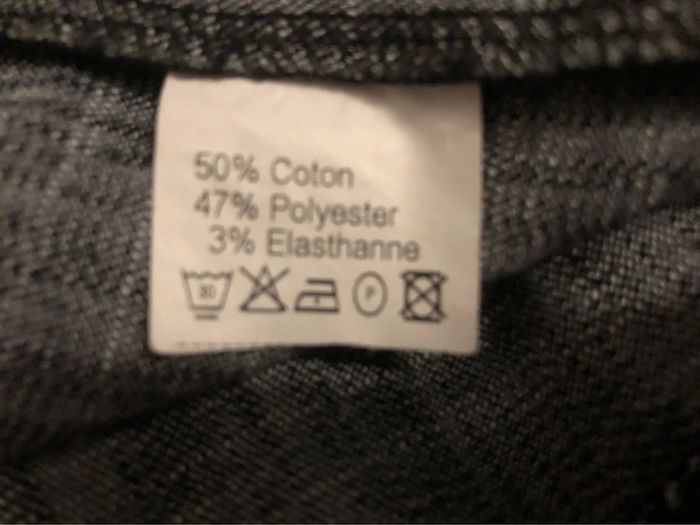 50% Coton
47% Polyester
3% Elasthanne
P